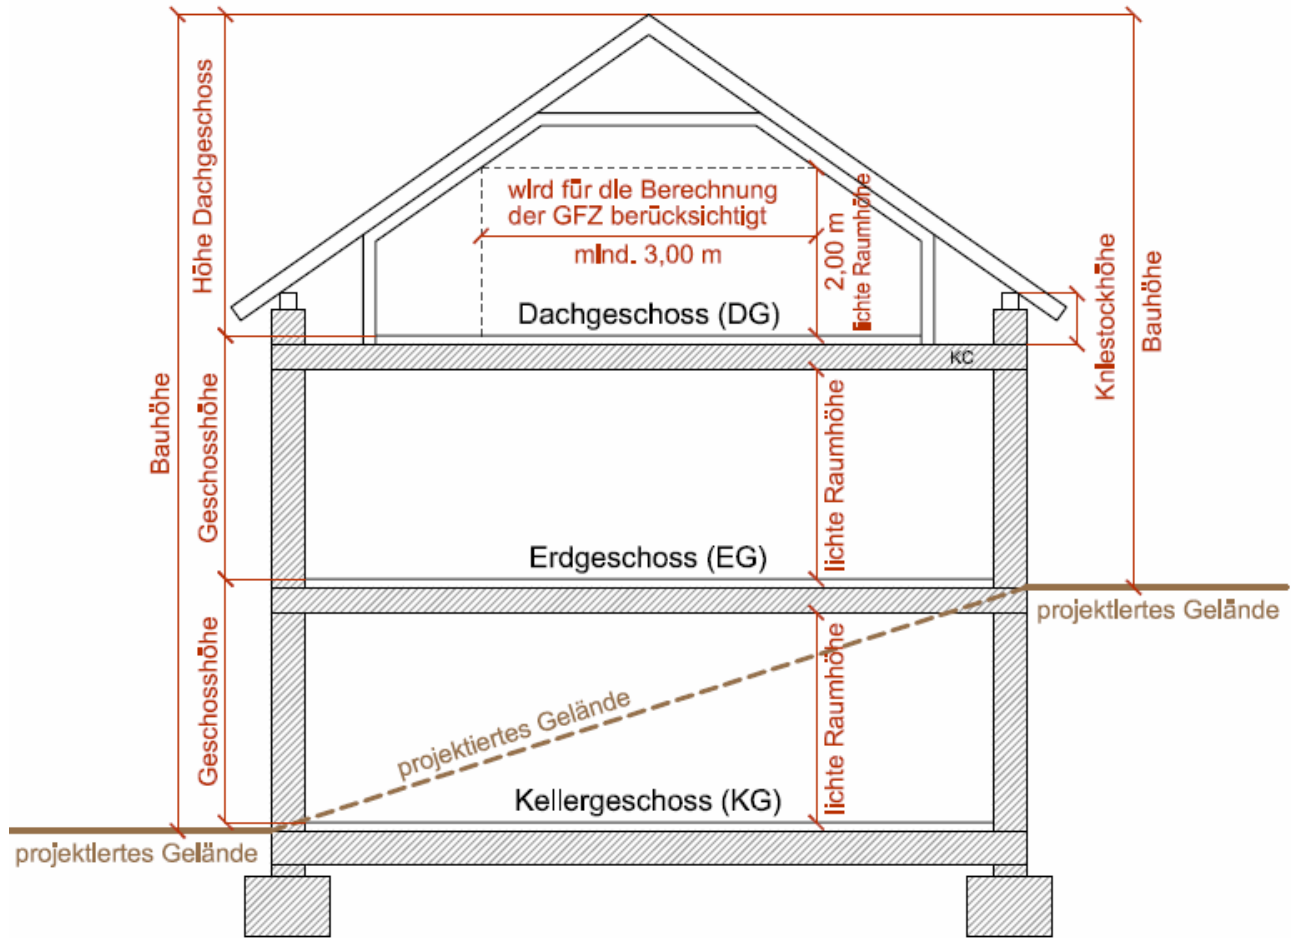 Höhe Dachgeschoss
wird für die Berechnung
der GFZ berücksichtigt
mind. 3,00 m
2,00 m
lichte Raumhöhe
Dachgeschoss (DG)
Kniestockhöhe
Bauhöhe
KC
Bauhöhe
Geschosshöhe
lichte Raumhöhe
Erdgeschoss (EG)
projektiertes Gelände
Geschosshöhe
lichte Raumhöhe
projektiertes Gelände
Kellergeschoss (KG)
projektiertes Gelände